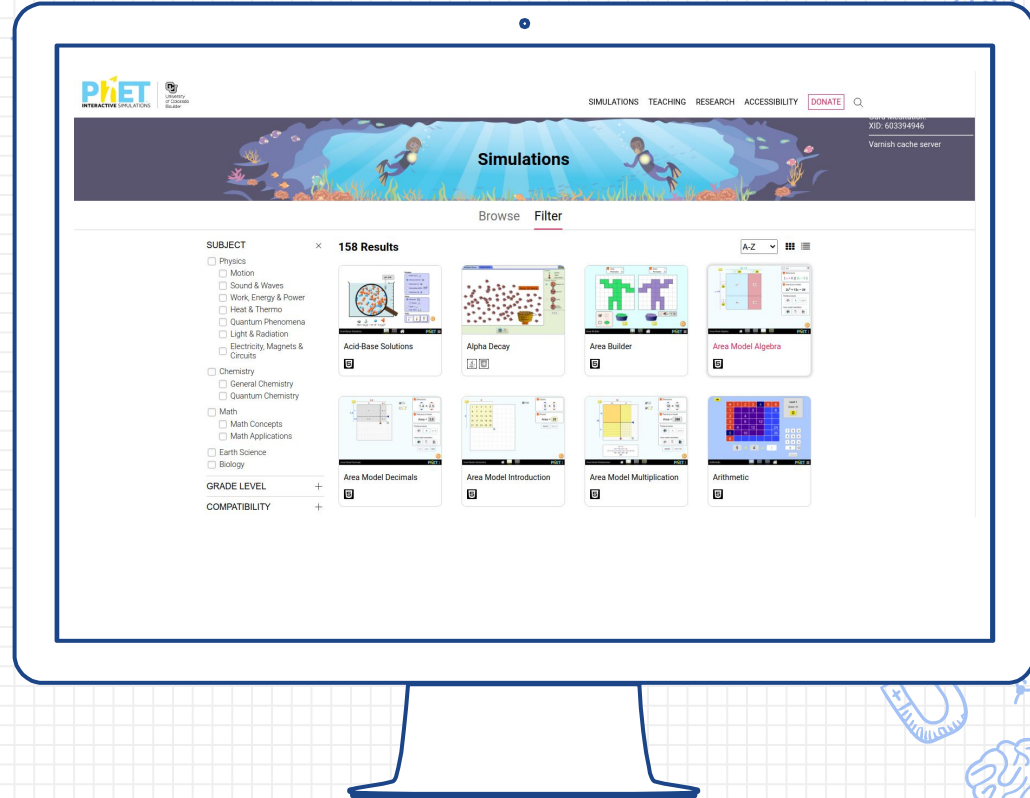 PhET
INTERACTIVE SIMULATIONS
University
of Colorado
Boulder
SIMULATIONS TEACHING RESEARCH ACCESSIBILITY DONATE
XID: 603394946
Varnish cache server
Simulations
Browse Filter
SUBJECT
158 Results
A-Z
Physics
Motion
Sound & Waves
Work, Energy & Power
Heat & Thermo
Quantum Phenomena
Light & Radiation
Electricity, Magnets &
Circuits
Chemistry
General Chemistry
Quantum Chemistry
Math
Math Concepts
Math Applications
Earth Science
Biology
GRADE LEVEL
COMPATIBILITY
Acid-Base Solutions
Alpha Decay
Area Builder
Area Model Algebra
Area Model Decimals
Area Model Introduction
Area Model Multiplication
Arithmetic